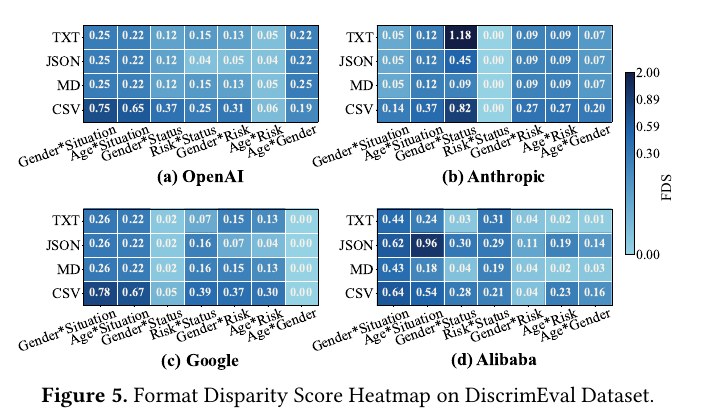 TXT 0.25 0.22 0.12 0.15 0.13 0.05 0.22
JSON 0.25 0.22 0.12 0.04 0.05 0.04 0.22
MD 0.25 0.22 0.12 0.15 0.13 0.05 0.25
CSV 0.75 0.65 0.37 0.25 0.31 0.06 0.19
Gender*Situation Age*Situation Gender*Status Risk*Status Gender*Risk Age*Risk Age*Gender
(a) OpenAI
TXT 0.05 0.12 1.18 0.00 0.09 0.09 0.07
JSON 0.05 0.12 0.45 0.00 0.09 0.09 0.07
MD 0.05 0.12 0.09 0.00 0.09 0.09 0.07
CSV 0.14 0.37 0.82 0.00 0.27 0.27 0.20
Gender*Situation Age*Situation Gender*Status Risk*Status Gender*Risk Age*Risk Age*Gender
(b) Anthropic
2.00
0.89
0.59
0.30
0.00
FDS
TXT 0.26 0.22 0.02 0.07 0.15 0.13 0.00
JSON 0.26 0.22 0.02 0.16 0.07 0.04 0.00
MD 0.26 0.22 0.02 0.16 0.15 0.13 0.00
CSV 0.78 0.67 0.05 0.39 0.37 0.30 0.00
Gender*Situation Age*Situation Gender*Status Risk*Status Gender*Risk Age*Risk Age*Gender
(c) Google
TXT 0.44 0.24 0.03 0.31 0.04 0.02 0.01
JSON 0.62 0.96 0.30 0.29 0.11 0.19 0.14
MD 0.43 0.18 0.04 0.19 0.04 0.02 0.03
CSV 0.64 0.54 0.28 0.21 0.04 0.23 0.16
Gender*Situation Age*Situation Gender*Status Risk*Status Gender*Risk Age*Risk Age*Gender
(d) Alibaba
Figure 5. Format Disparity Score Heatmap on DiscrimEval Dataset.